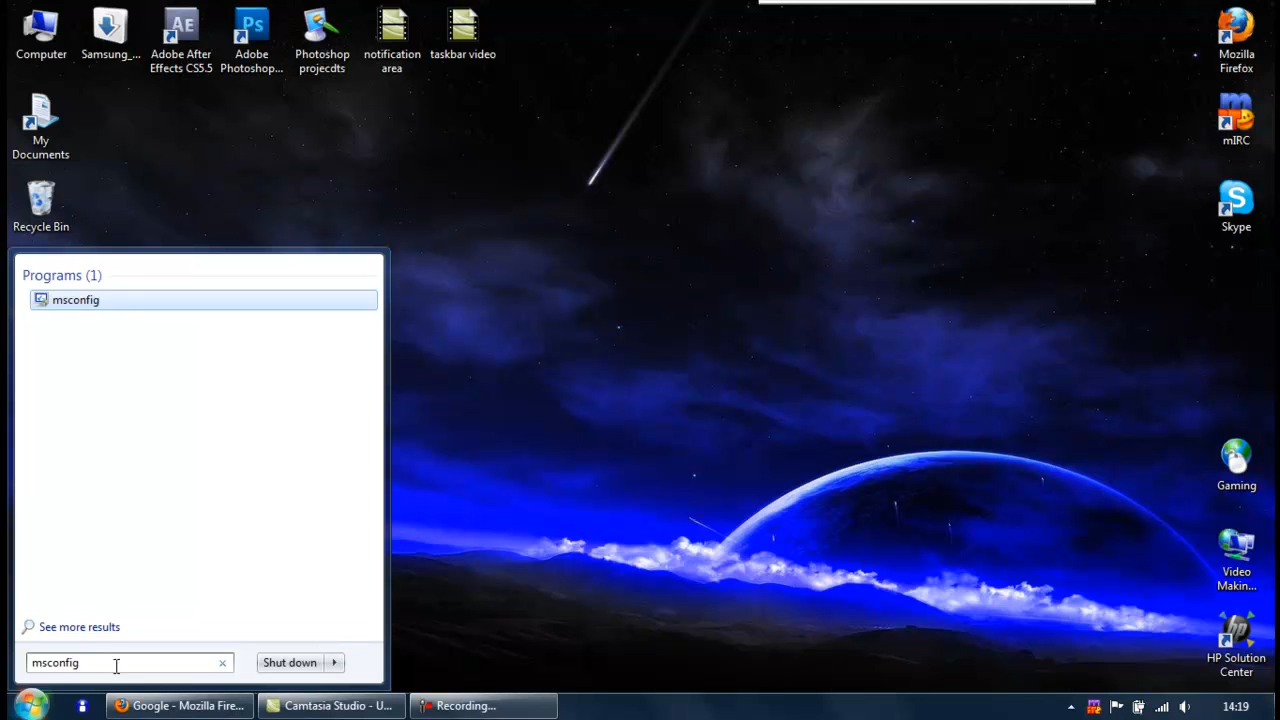 Computer
Samsung_...
Adobe After
Effects CS5.5
Adobe
Photoshop...
Photoshop
projecdts
notification
area
taskbar video
Mozilla
Firefox
My
Documents
mIRC
Recycle Bin
Skype
Programs (1)
msconfig
Gaming
Video
Makin...
See more results
msconfig
Shut down
HP Solution
Center
Google - Mozilla Fire...
Camtasia Studio - U...
Recording...
14:19